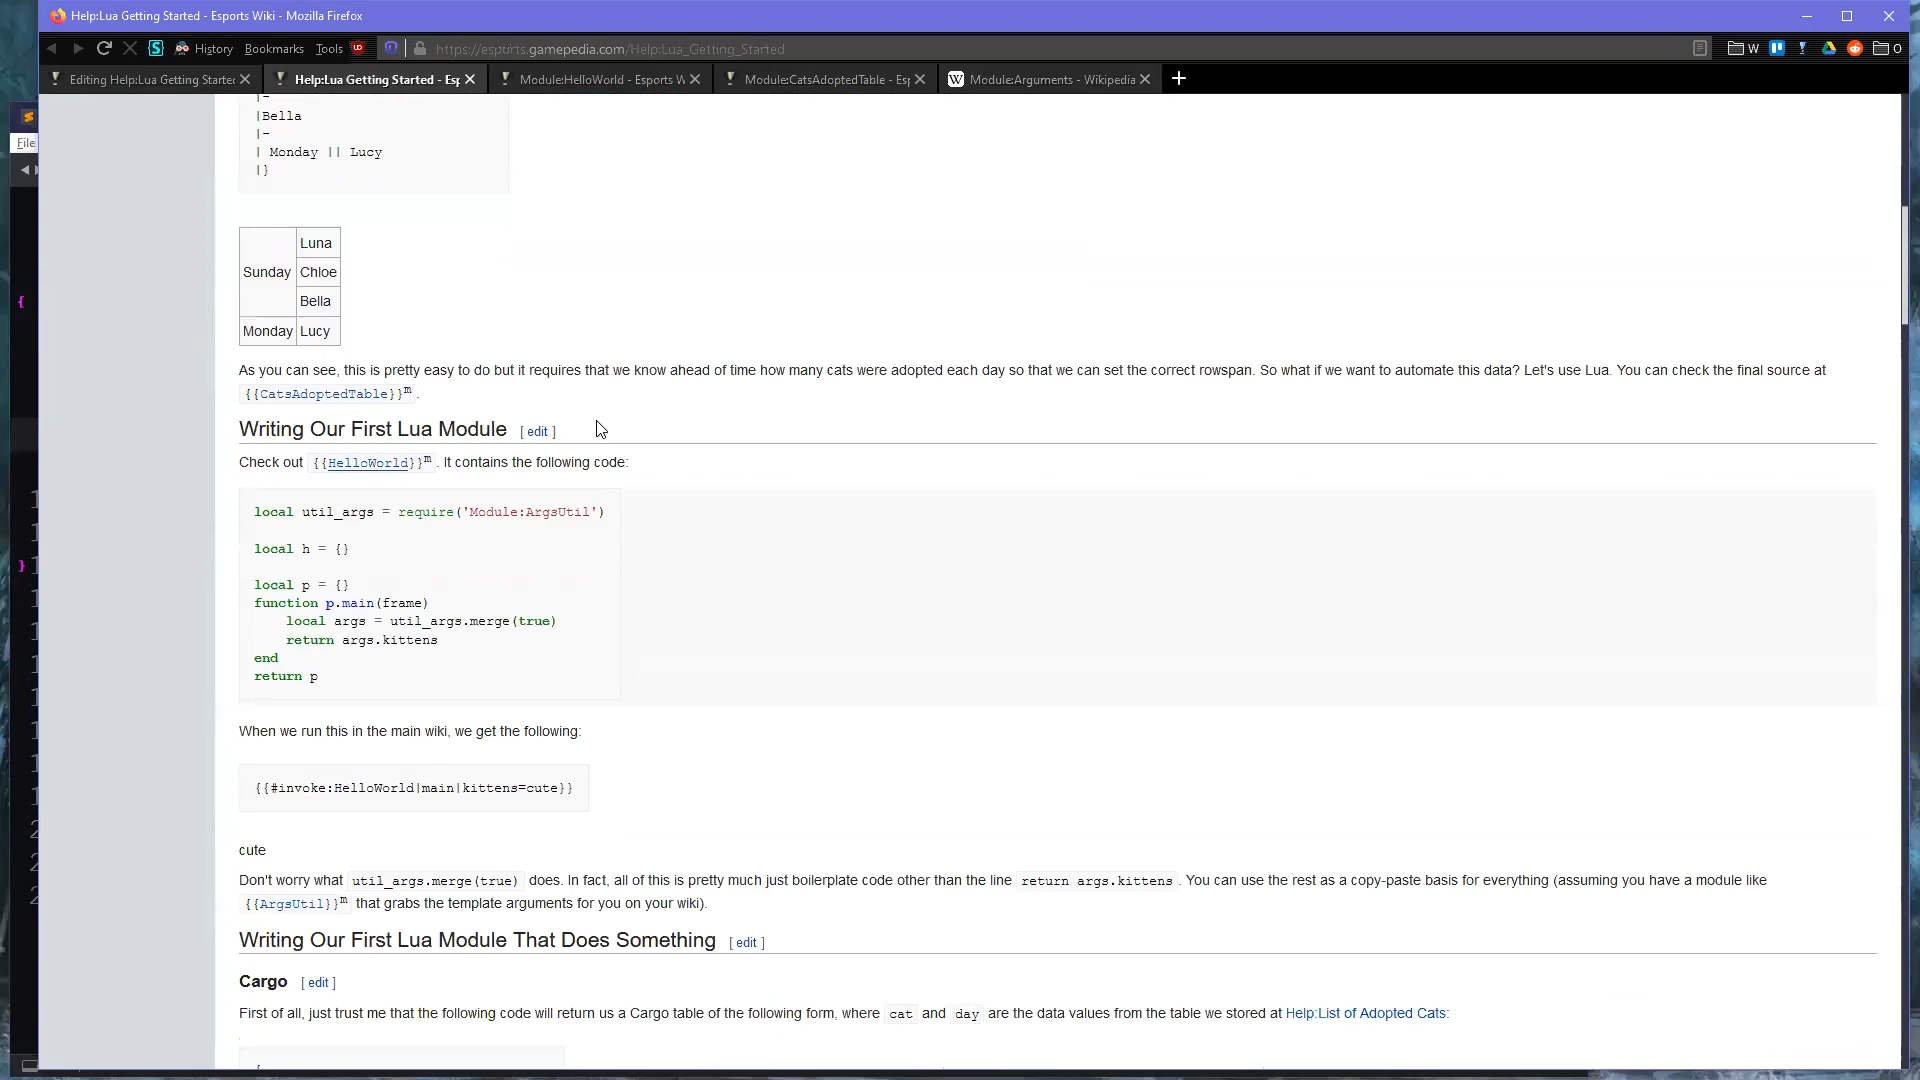 Help:Lua Getting Started - Esports Wiki - Mozilla Firefox
History Bookmarks Tools https://esports.gamepedia.com/Help:Lua_Getting_Started W O
Editing Help:Lua Getting Starte Help:Lua Getting Started - Esp Module:HelloWorld - Esports W Module:CatsAdoptedTable - Esp W Module:Arguments - Wikipedia
File
|-
|Bella
|-
| Monday || Lucy
|}
Luna
Sunday Chloe
Bella
Monday Lucy
As you can see, this is pretty easy to do but it requires that we know ahead of time how many cats were adopted each day so that we can set the correct rowspan. So what if we want to automate this data? Let's use Lua. You can check the final source at
{{CatsAdoptedTable}}m.
Writing Our First Lua Module [ edit ]
Check out {{HelloWorld}}m. It contains the following code:
local util_args = require('Module:ArgsUtil')
local h = {}
local p = {}
function p.main(frame)
local args = util_args.merge(true)
return args.kittens
end
return p
When we run this in the main wiki, we get the following:
{{#invoke:HelloWorld|main|kittens=cute}}
cute
Don't worry what util_args.merge(true) does. In fact, all of this is pretty much just boilerplate code other than the line return args.kittens. You can use the rest as a copy-paste basis for everything (assuming you have a module like
{{ArgsUtil}}m that grabs the template arguments for you on your wiki).
Writing Our First Lua Module That Does Something [ edit ]
Cargo [ edit ]
First of all, just trust me that the following code will return us a Cargo table of the following form, where cat and day are the data values from the table we stored at Help:List of Adopted Cats: